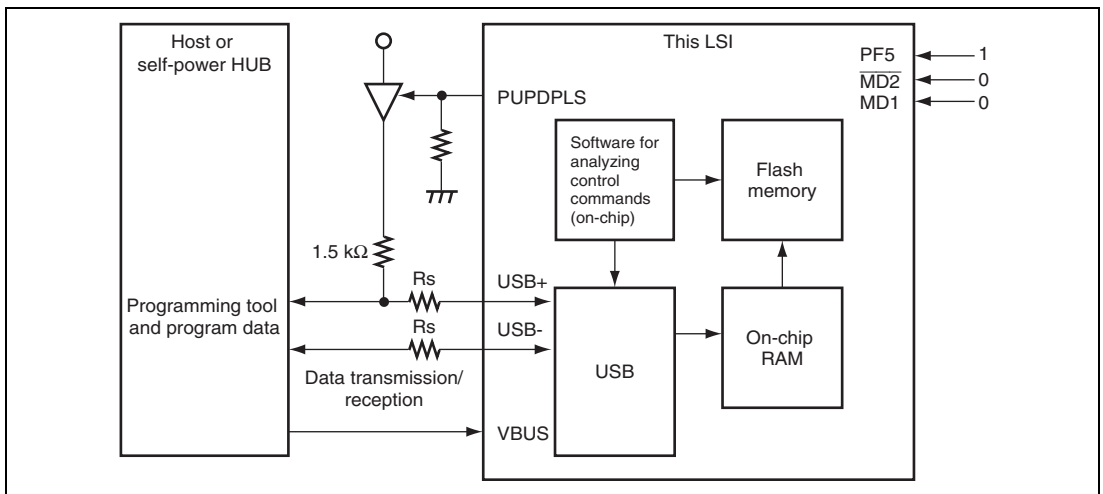 Host or
self-power HUB
This LSI
PF5
1
MD2
0
MD1
0
PUPDPLS
Software for
analyzing
control
commands
(on-chip)
Flash
memory
1.5 kΩ
Rs
USB+
Programming tool
and program data
Rs
USB-
On-chip
RAM
USB
Data transmission/
reception
VBUS